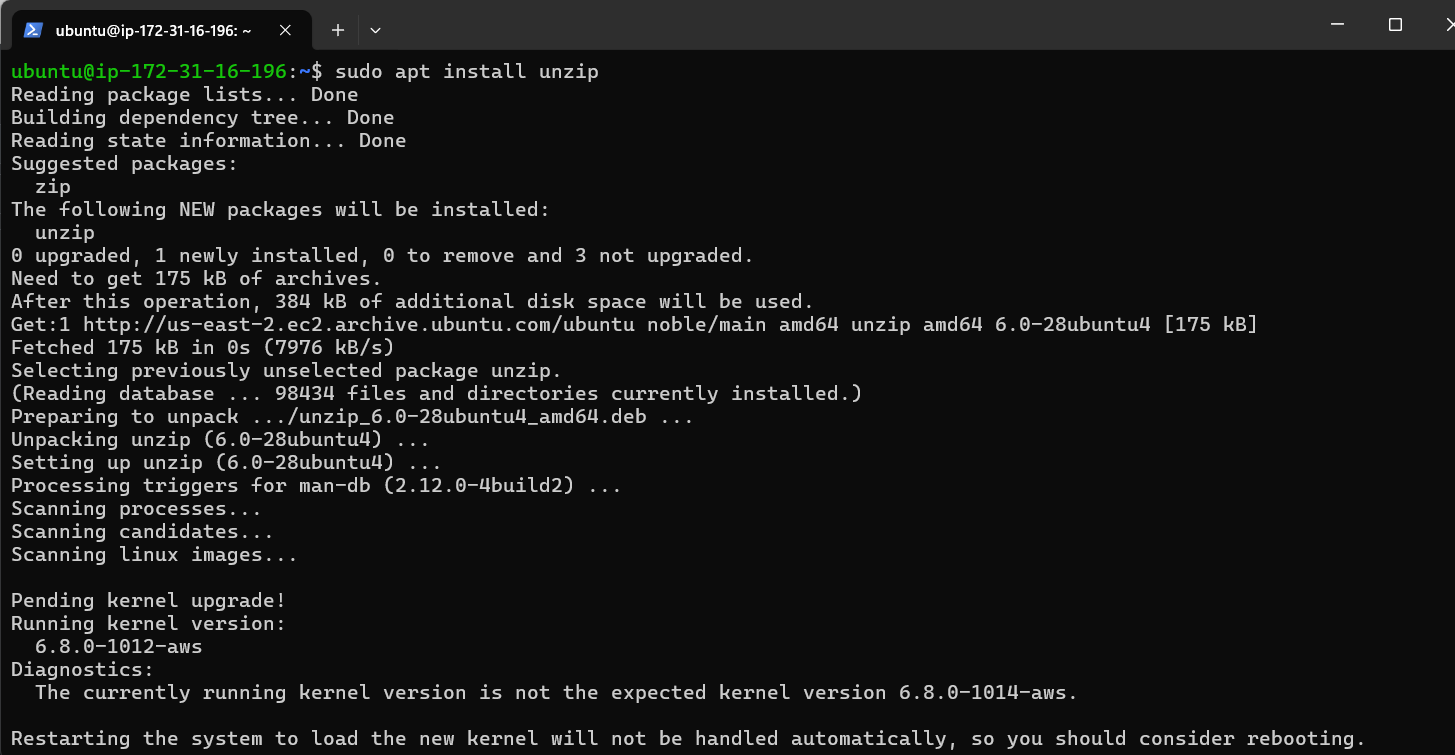 ubuntu@ip-172-31-16-196: ~
ubuntu@ip-172-31-16-196:~$ sudo apt install unzip
Reading package lists... Done
Building dependency tree... Done
Reading state information... Done
Suggested packages:
  zip
The following NEW packages will be installed:
  unzip
0 upgraded, 1 newly installed, 0 to remove and 3 not upgraded.
Need to get 175 kB of archives.
After this operation, 384 kB of additional disk space will be used.
Get:1 http://us-east-2.ec2.archive.ubuntu.com/ubuntu noble/main amd64 unzip amd64 6.0-28ubuntu4 [175 kB]
Fetched 175 kB in 0s (7976 kB/s)
Selecting previously unselected package unzip.
(Reading database ... 98434 files and directories currently installed.)
Preparing to unpack .../unzip_6.0-28ubuntu4_amd64.deb ...
Unpacking unzip (6.0-28ubuntu4) ...
Setting up unzip (6.0-28ubuntu4) ...
Processing triggers for man-db (2.12.0-4build2) ...
Scanning processes...
Scanning candidates...
Scanning linux images...

Pending kernel upgrade!
Running kernel version:
  6.8.0-1012-aws
Diagnostics:
  The currently running kernel version is not the expected kernel version 6.8.0-1014-aws.

Restarting the system to load the new kernel will not be handled automatically, so you should consider rebooting.